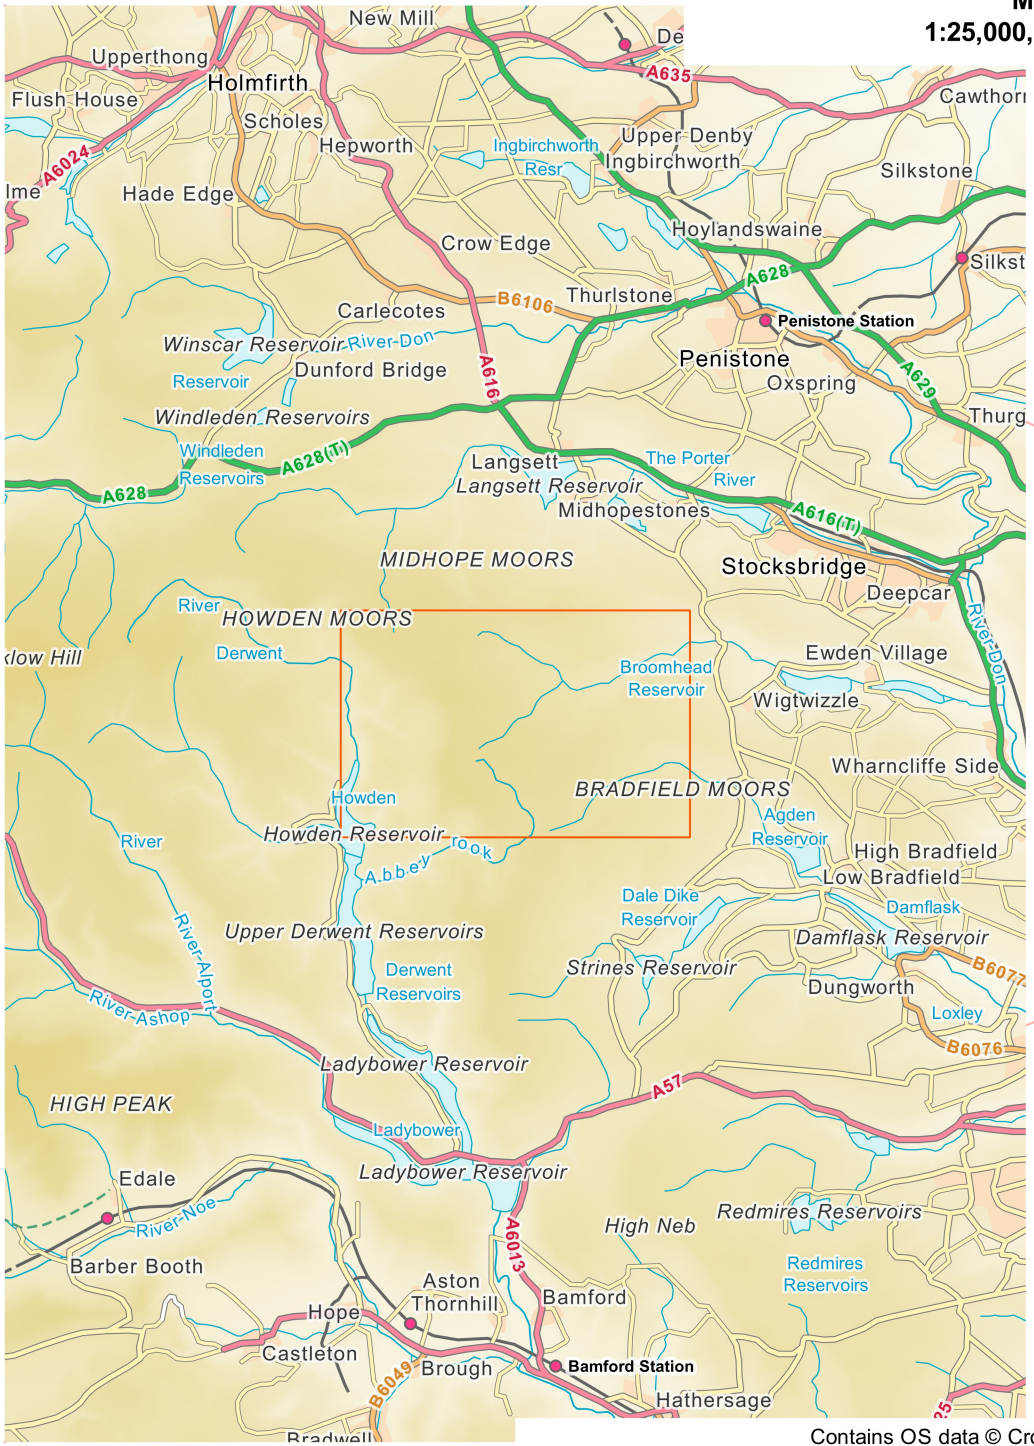 M
1:25,000,
New Mill
De
Upperthong
Holmfirth
A635
Flush House
Cawthorn
Scholes
Upper Denby
Hepworth
Ingbirchworth
Resr
Ingbirchworth
A6024
Silkstone
lme
Hade Edge
Hoylandswaine
Crow Edge
Silkst
A628
Thurlstone
B6106
Carlecotes
Penistone Station
Winscar Reservoir
River-Don
Penistone
Dunford Bridge
A616
Reservoir
A629
Oxspring
Windleden Reservoirs
Thurg
Windleden
Reservoirs
A628(T)
The Porter
River
Langsett
Langsett Reservoir
A628
Midhopestones
A616(T)
MIDHOPE MOORS
Stocksbridge
Deepcar
River
HOWDEN MOORS
River-Don
Derwent
klow Hill
Ewden Village
Broomhead
Reservoir
Wigtwizzle
Wharncliffe Side
BRADFIELD MOORS
Howden
Agden
Reservoir
Howden Reservoir
River
Abbey
rook
High Bradfield
Low Bradfield
Dale Dike
Reservoir
Damflask
Upper Derwent Reservoirs
River-Alport
Damflask Reservoir
Strines Reservoir
Derwent
Reservoirs
B6077
Dungworth
River-Ashop
Loxley
B6076
Ladybower Reservoir
A57
HIGH PEAK
Ladybower
Ladybower Reservoir
Edale
River-Noe
High Neb
Redmires Reservoirs
A6013
Barber Booth
Redmires
Reservoirs
Aston
Thornhill
Bamford
Hope
Castleton
Brough
Bamford Station
B6049
Hathersage
25
Bradwell
Contains OS data © Cro